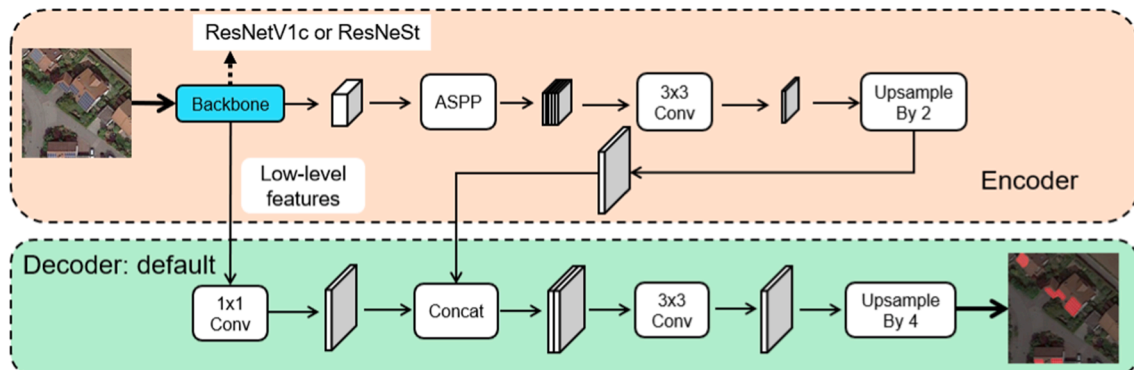 ResNetV1c or ResNeSt
Backbone
ASPP
3x3
Conv
Upsample
By 2
Low-level
features
Encoder
Decoder: default
1x1
Conv
Concat
3x3
Conv
Upsample
By 4